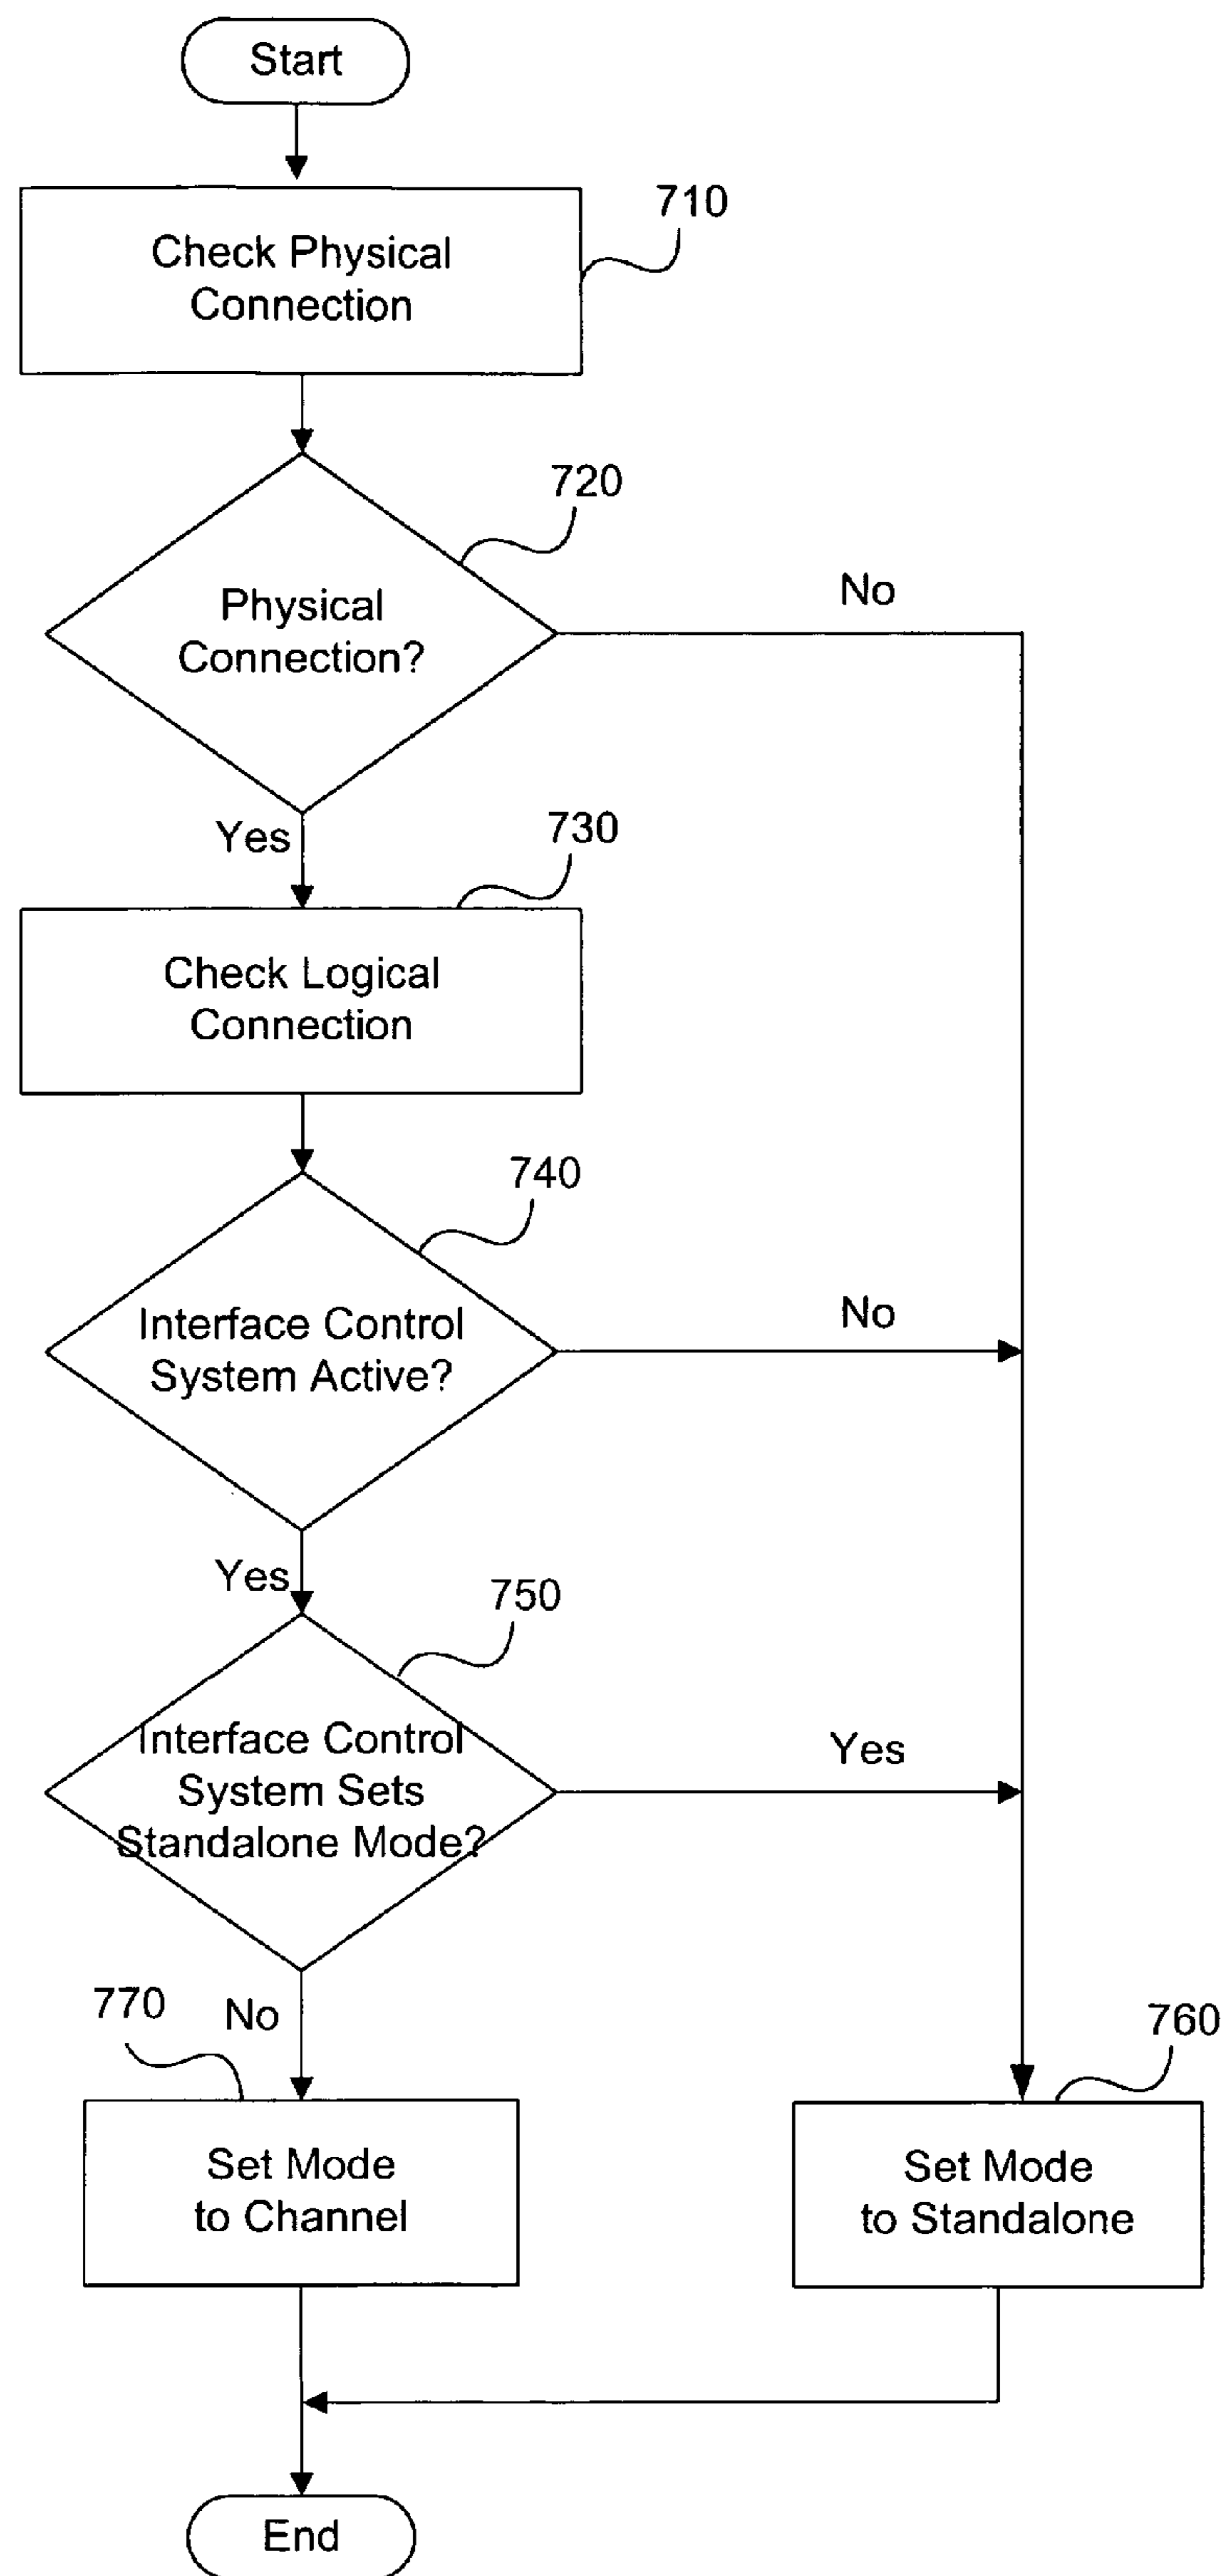 Start
710
Check Physical
Connection
720
Physical
Connection?
No
Yes
730
Check Logical
Connection
740
Interface Control
System Active?
No
Yes
750
Interface Control
System Sets
Standalone Mode?
Yes
770
No
760
Set Mode
to Channel
Set Mode
to Standalone
End